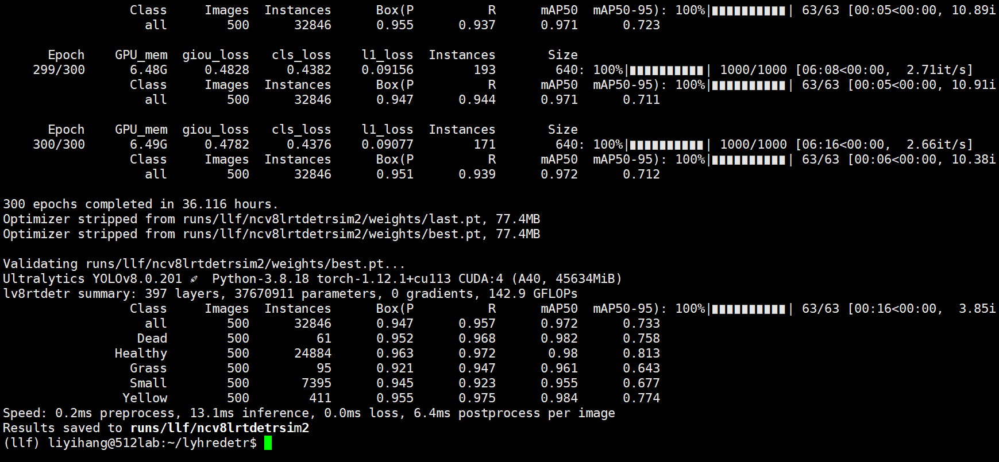 Class Images Instances Box(P R mAP50 mAP50-95): 100%|██████████| 63/63 [00:05<00:00, 10.89i
all 500 32846 0.955 0.937 0.971 0.723
Epoch GPU_mem giou_loss cls_loss l1_loss Instances Size
299/300 6.48G 0.4828 0.4382 0.09156 193 640: 100%|██████████| 1000/1000 [06:08<00:00, 2.71it/s]
Class Images Instances Box(P R mAP50 mAP50-95): 100%|██████████| 63/63 [00:05<00:00, 10.91i
all 500 32846 0.947 0.944 0.971 0.711
Epoch GPU_mem giou_loss cls_loss l1_loss Instances Size
300/300 6.49G 0.4782 0.4376 0.09077 171 640: 100%|██████████| 1000/1000 [06:16<00:00, 2.66it/s]
Class Images Instances Box(P R mAP50 mAP50-95): 100%|██████████| 63/63 [00:06<00:00, 10.38i
all 500 32846 0.951 0.939 0.972 0.712
300 epochs completed in 36.116 hours.
Optimizer stripped from runs/llf/ncv8lrtdetrsim2/weights/last.pt, 77.4MB
Optimizer stripped from runs/llf/ncv8lrtdetrsim2/weights/best.pt, 77.4MB
Validating runs/llf/ncv8lrtdetrsim2/weights/best.pt...
Ultralytics YOLOv8.0.201 🚀 Python-3.8.18 torch-1.12.1+cu113 CUDA:4 (A40, 45634MiB)
lv8rtdetr summary: 397 layers, 37670911 parameters, 0 gradients, 142.9 GFLOPs
Class Images Instances Box(P R mAP50 mAP50-95): 100%|██████████| 63/63 [00:16<00:00, 3.85i
all 500 32846 0.947 0.957 0.972 0.733
Dead 500 61 0.952 0.968 0.982 0.758
Healthy 500 24884 0.963 0.972 0.98 0.813
Grass 500 95 0.921 0.947 0.961 0.643
Small 500 7395 0.945 0.923 0.955 0.677
Yellow 500 411 0.955 0.975 0.984 0.774
Speed: 0.2ms preprocess, 13.1ms inference, 0.0ms loss, 6.4ms postprocess per image
Results saved to runs/llf/ncv8lrtdetrsim2
(llf) liyihang@512lab:~/lyhredetr$